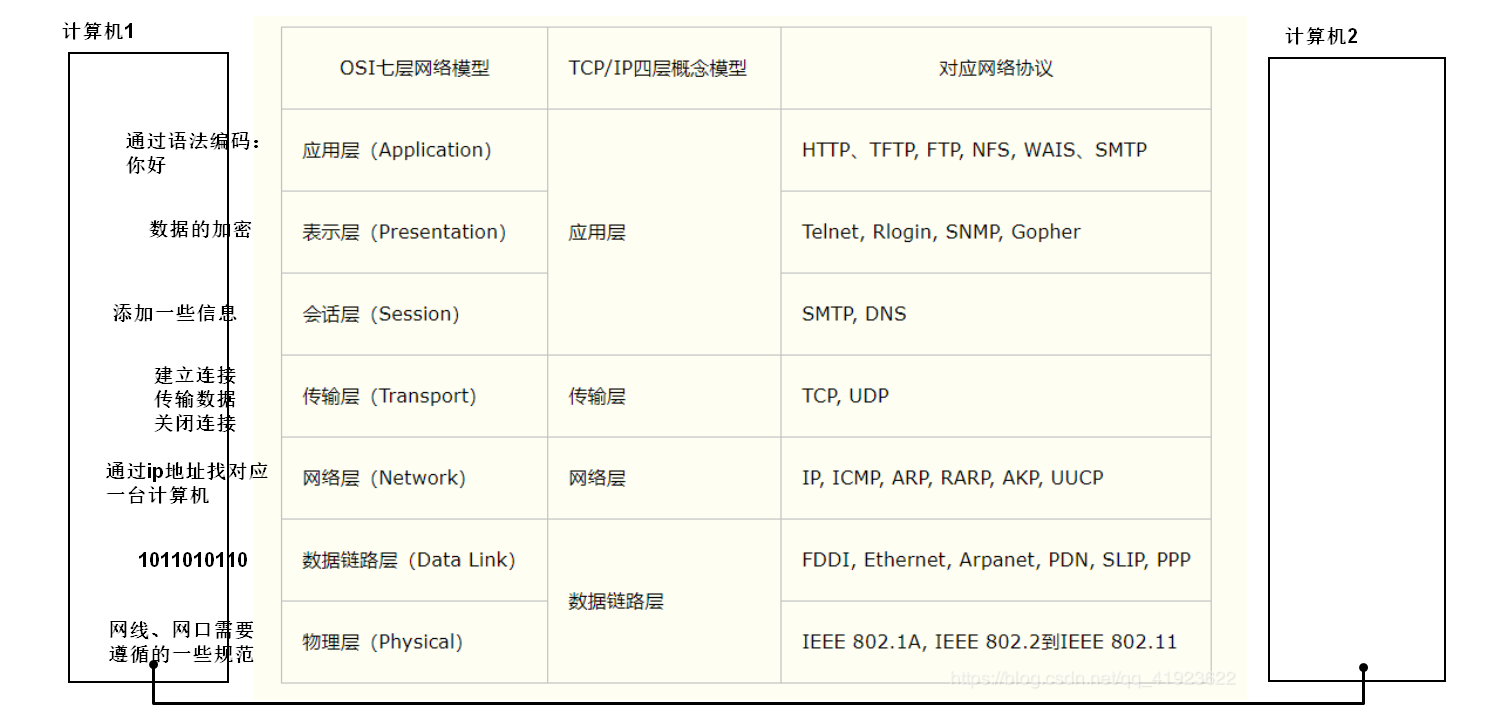 计算机1
计算机2
OSI七层网络模型
TCP/IP四层概念模型
对应网络协议
通过语法编码：
你好
应用层（Application）
HTTP、TFTP, FTP, NFS, WAIS、SMTP
数据的加密
表示层（Presentation）
应用层
Telnet, Rlogin, SNMP, Gopher
添加一些信息
会话层（Session）
SMTP, DNS
建立连接
传输数据
关闭连接
传输层（Transport）
传输层
TCP, UDP
通过ip地址找对应
一台计算机
网络层（Network）
网络层
IP, ICMP, ARP, RARP, AKP, UUCP
1011010110
数据链路层（Data Link）
FDDI, Ethernet, Arpanet, PDN, SLIP, PPP
数据链路层
网线、网口需要
遵循的一些规范
物理层（Physical）
IEEE 802.1A, IEEE 802.2到IEEE 802.11
https://blog.csdn.net/qq_41923622